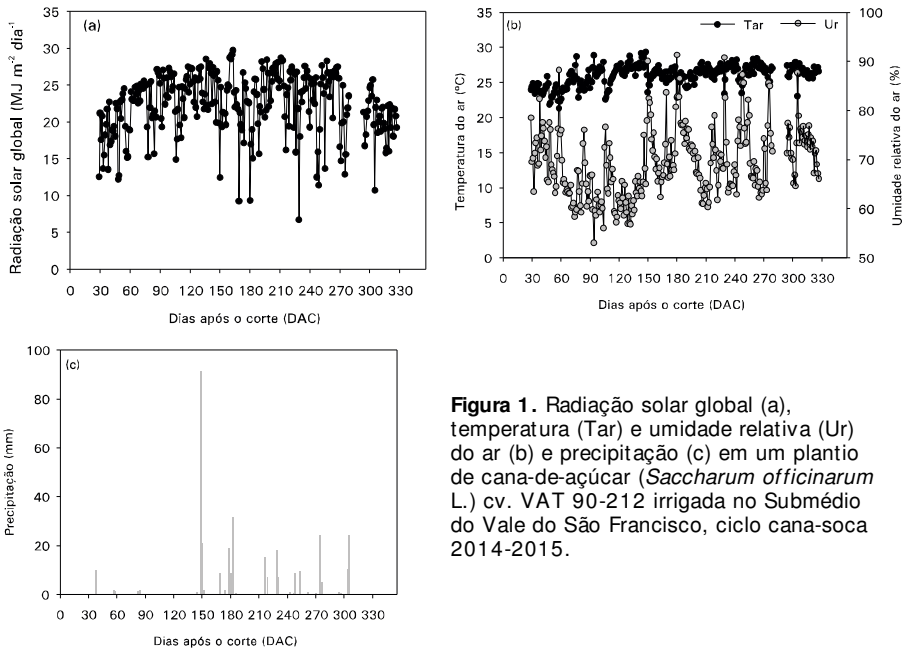 (a)
Radiação solar global (MJ m⁻² dia⁻¹)
35
30
25
20
15
10
5
0
0 30 60 90 120 150 180 210 240 270 300 330
Dias após o corte (DAC)
(b)
Tar Ur
Temperatura do ar (ºC)
35
30
25
20
15
10
5
0
100
90
80
70
60
50
Umidade relativa do ar (%)
0 30 60 90 120 150 180 210 240 270 300 330
Dias após o corte (DAC)
(c)
Precipitação (mm)
100
80
60
40
20
0
0 30 60 90 120 150 180 210 240 270 300 330
Dias após o corte (DAC)
Figura 1. Radiação solar global (a),
temperatura (Tar) e umidade relativa (Ur)
do ar (b) e precipitação (c) em um plantio
de cana-de-açúcar (Saccharum officinarum
L.) cv. VAT 90-212 irrigada no Submédio
do Vale do São Francisco, ciclo cana-soca
2014-2015.